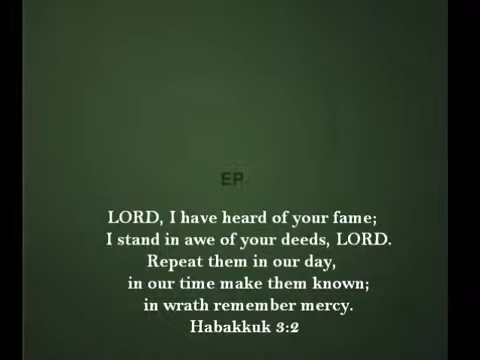 EP.
LORD, I have heard of your fame;
I stand in awe of your deeds, LORD.
Repeat them in our day,
in our time make them known;
in wrath remember mercy.
Habakkuk 3:2